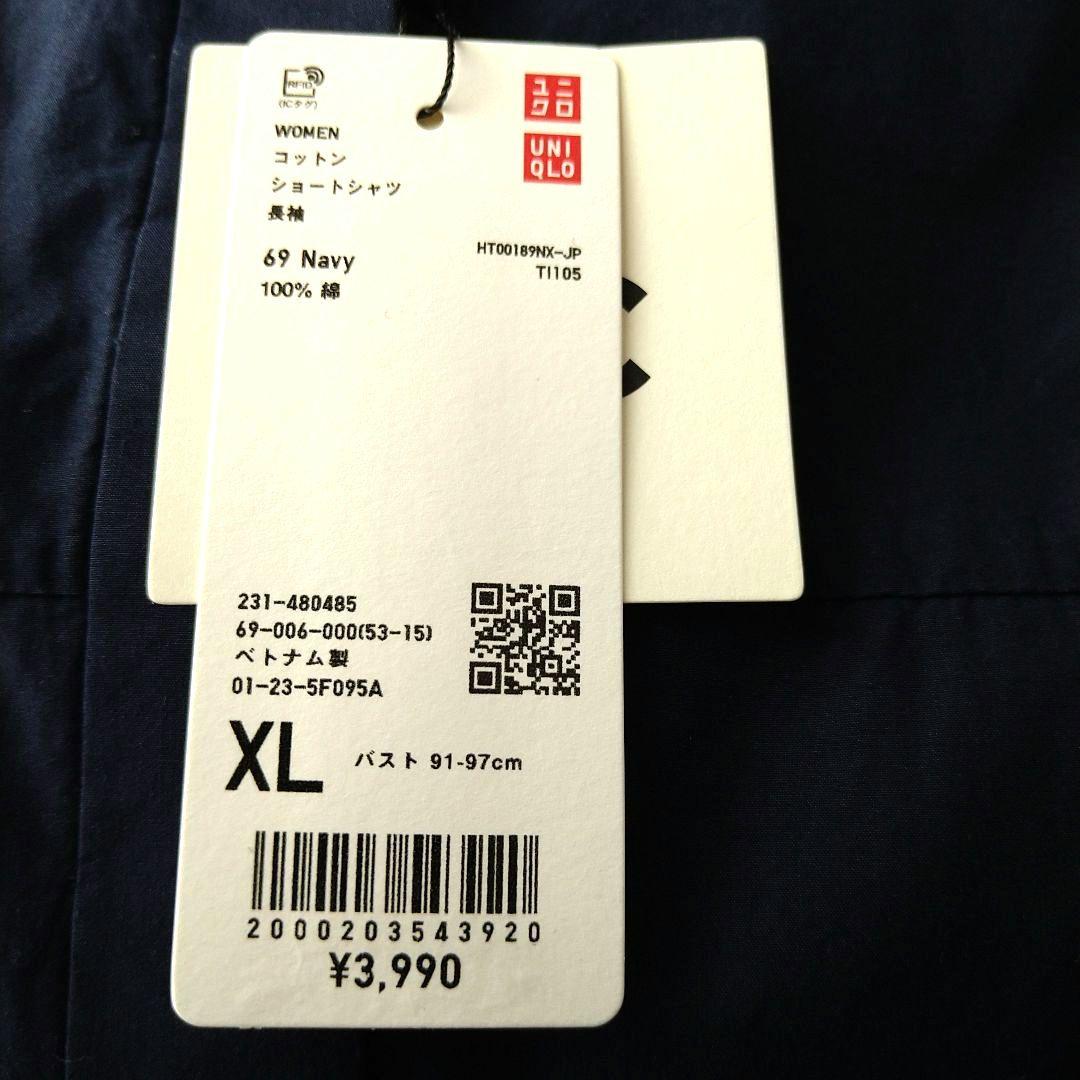 RFID
(ICタグ)
ユニ
クロ
UNI
QLO
WOMEN
コットン
ショートシャツ
長袖
69 Navy
100% 綿
HT00189NX-JP
TI105
C
231-480485
69-006-000(53-15)
ベトナム製
01-23-5F095A
XL
バスト 91-97cm
2000203543920
¥3,990